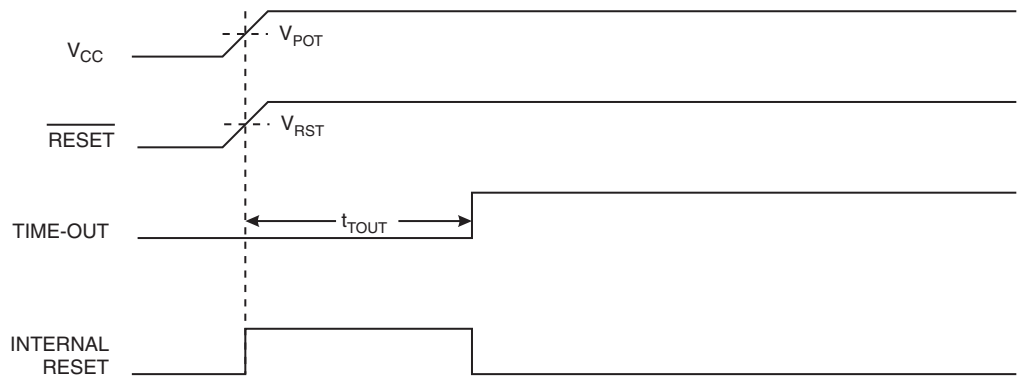 VCC
VPOT
RESET
VRST
TIME-OUT
tTOUT
INTERNAL
RESET